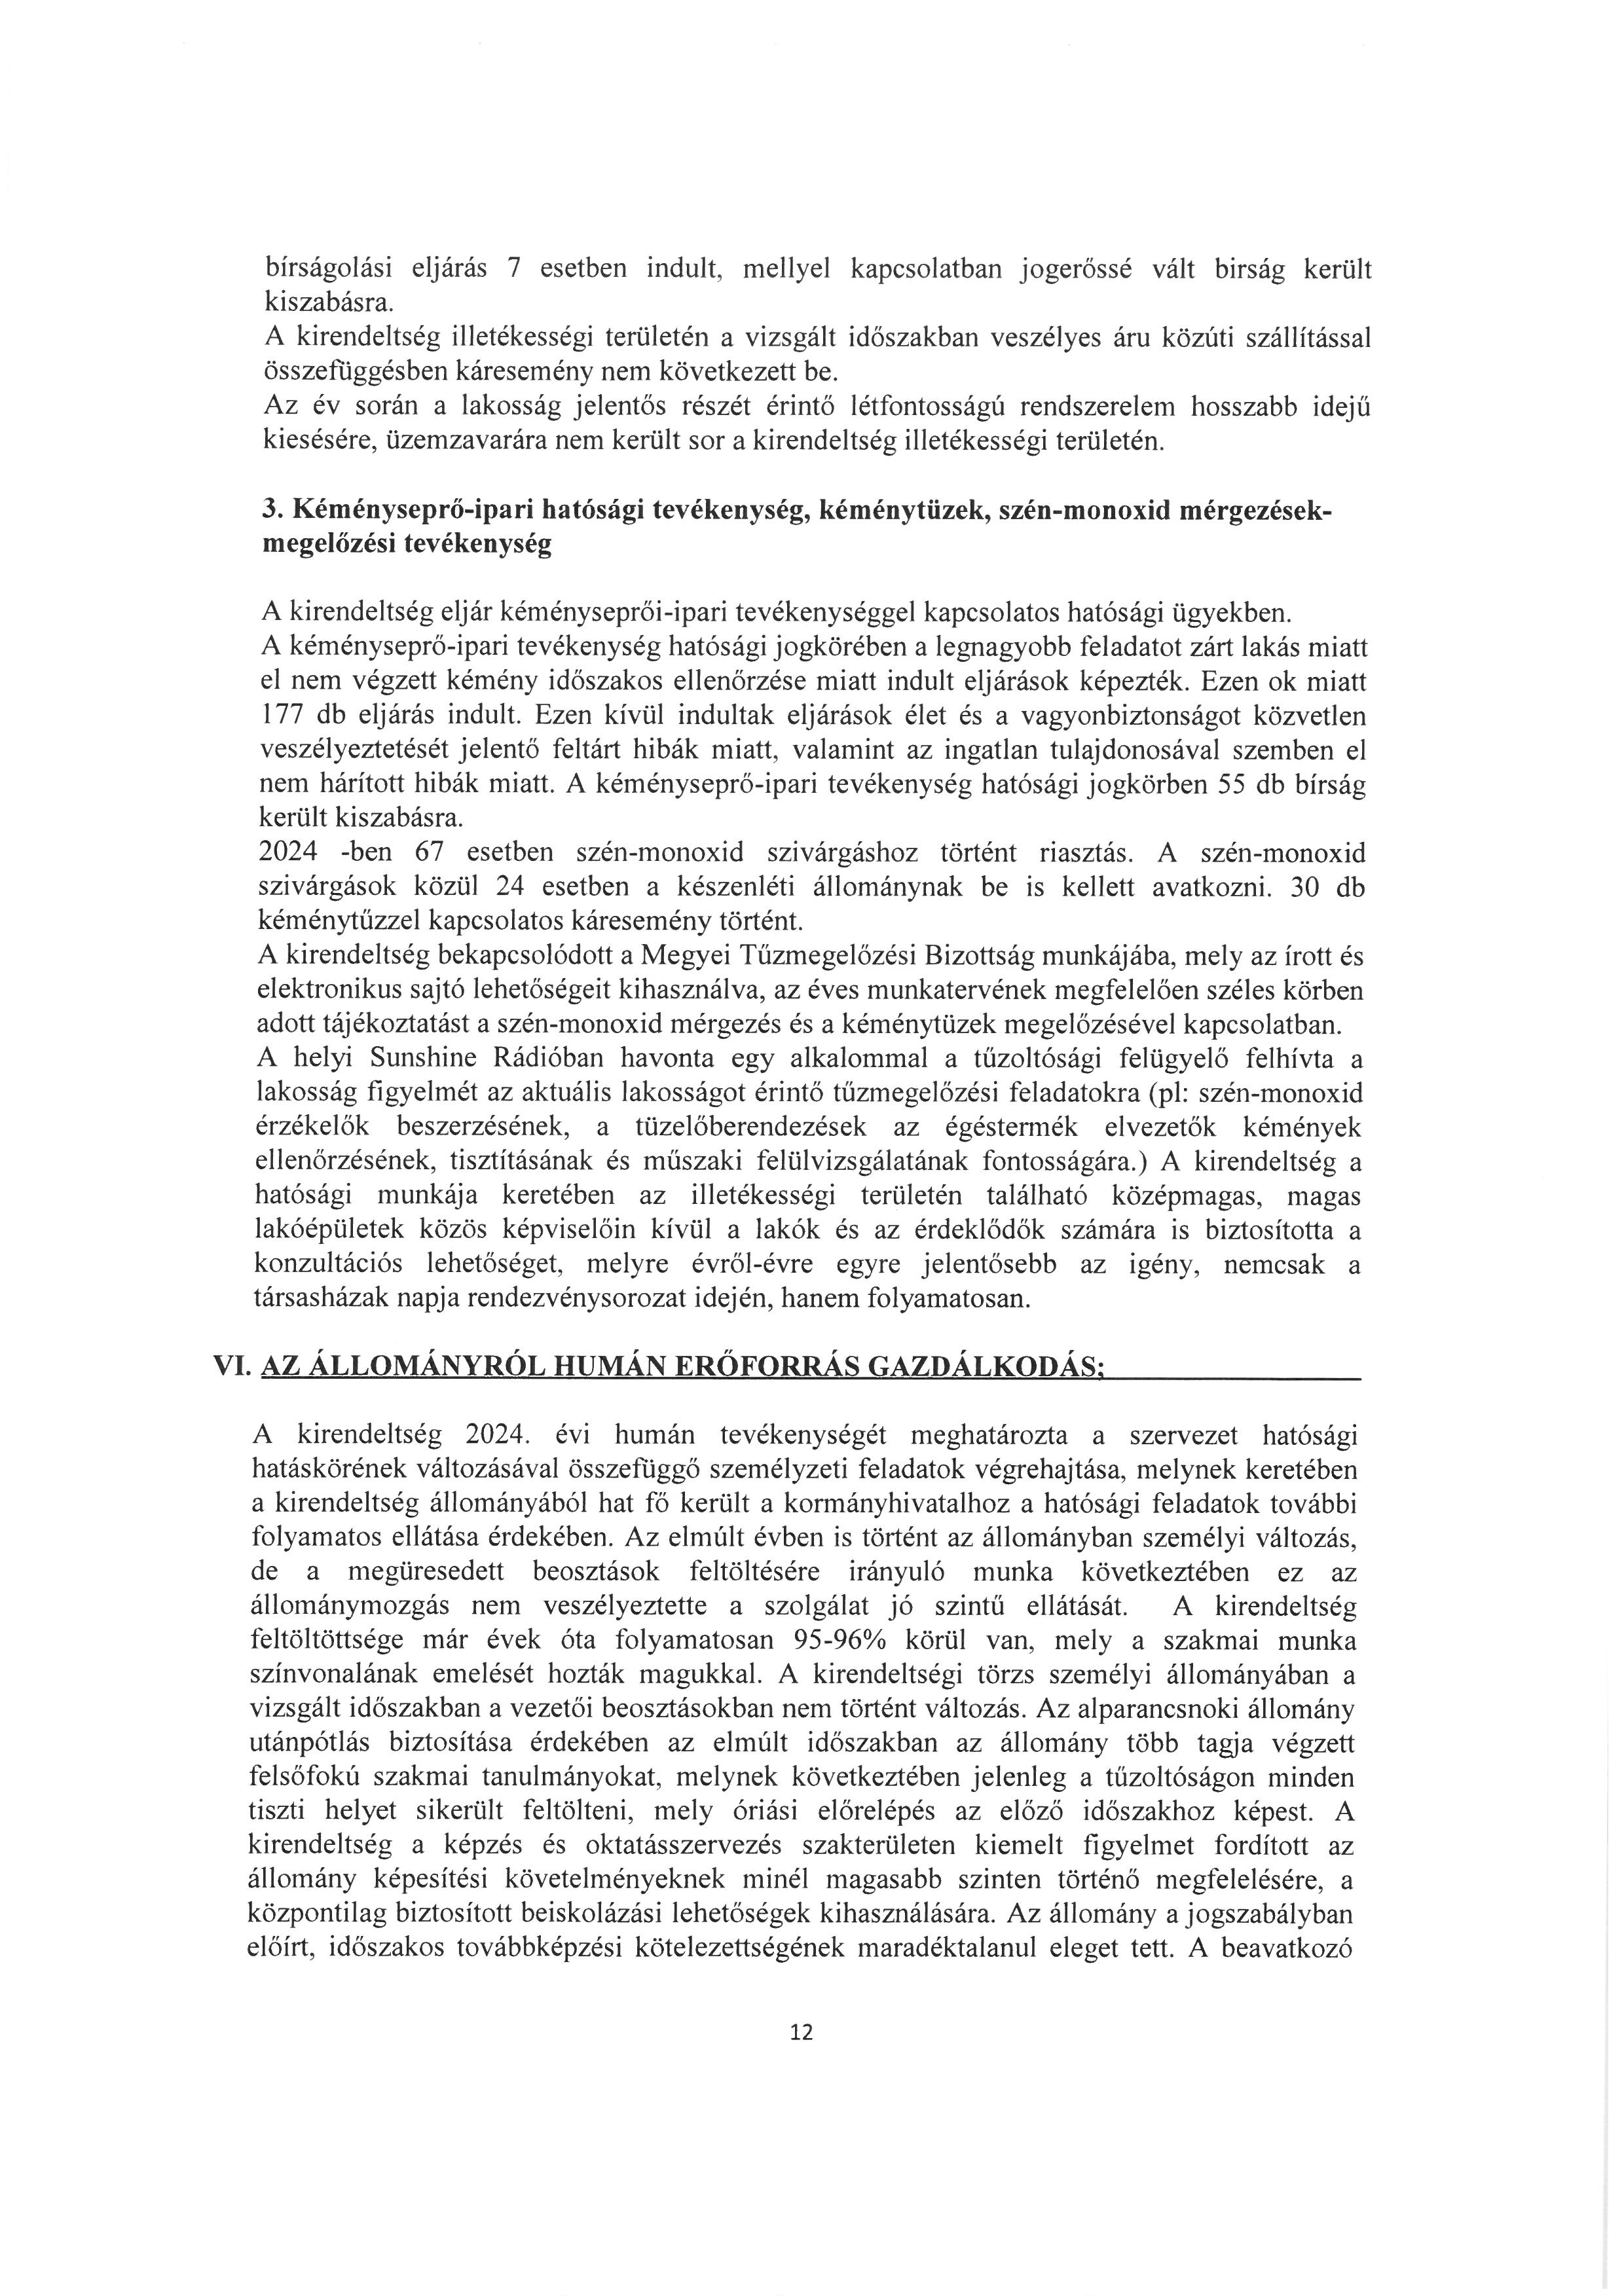 bírságolási eljárás 7 esetben indult, mellyel kapcsolatban jogerőssé vált birság került
kiszabásra.
A kirendeltség illetékességi területén a vizsgált időszakban veszélyes áru közúti szállítással
összefüggésben káresemény nem következett be.
Az év során a lakosság jelentős részét érintő létfontosságú rendszerelem hosszabb idejű
kiesésére, üzemzavarára nem került sor a kirendeltség illetékességi területén.
3. Kéményseprő-ipari hatósági tevékenység, kéménytüzek, szén-monoxid mérgezések-
megelőzési tevékenység
A kirendeltség eljár kéményseprői-ipari tevékenységgel kapcsolatos hatósági ügyekben.
A kéményseprő-ipari tevékenység hatósági jogkörében a legnagyobb feladatot zárt lakás miatt
el nem végzett kémény időszakos ellenőrzése miatt indult eljárások képezték. Ezen ok miatt
177 db eljárás indult. Ezen kívül indultak eljárások élet és a vagyonbiztonságot közvetlen
veszélyeztetését jelentő feltárt hibák miatt, valamint az ingatlan tulajdonosával szemben el
nem hárított hibák miatt. A kéményseprő-ipari tevékenység hatósági jogkörben 55 db bírság
került kiszabásra.
2024 -ben 67 esetben szén-monoxid szivárgáshoz történt riasztás. A szén-monoxid
szivárgások közül 24 esetben a készenléti állománynak be is kellett avatkozni. 30 db
kéménytűzzel kapcsolatos káresemény történt.
A kirendeltség bekapcsolódott a Megyei Tűzmegelőzési Bizottság munkájába, mely az írott és
elektronikus sajtó lehetőségeit kihasználva, az éves munkatervének megfelelően széles körben
adott tájékoztatást a szén-monoxid mérgezés és a kéménytüzek megelőzésével kapcsolatban.
A helyi Sunshine Rádióban havonta egy alkalommal a tűzoltósági felügyelő felhívta a
lakosság figyelmét az aktuális lakosságot érintő tűzmegelőzési feladatokra (pl: szén-monoxid
érzékelők beszerzésének, a tüzelőberendezések az égéstermék elvezetők kémények
ellenőrzésének, tisztításának és műszaki felülvizsgálatának fontosságára.) A kirendeltség a
hatósági munkája keretében az illetékességi területén található középmagas, magas
lakóépületek közös képviselőin kívül a lakók és az érdeklődők számára is biztosította a
konzultációs lehetőséget, melyre évről-évre egyre jelentősebb az igény, nemcsak a
társasházak napja rendezvénysorozat idején, hanem folyamatosan.
VI. AZ ÁLLOMÁNYRÓL HUMÁN ERŐFORRÁS GAZDÁLKODÁS;
A kirendeltség 2024. évi humán tevékenységét meghatározta a szervezet hatósági
hatáskörének változásával összefüggő személyzeti feladatok végrehajtása, melynek keretében
a kirendeltség állományából hat fő került a kormányhivatalhoz a hatósági feladatok további
folyamatos ellátása érdekében. Az elmúlt évben is történt az állományban személyi változás,
de a megüresedett beosztások feltöltésére irányuló munka következtében ez az
állománymozgás nem veszélyeztette a szolgálat jó szintű ellátását. A kirendeltség
feltöltöttsége már évek óta folyamatosan 95-96% körül van, mely a szakmai munka
színvonalának emelését hozták magukkal. A kirendeltségi törzs személyi állományában a
vizsgált időszakban a vezetői beosztásokban nem történt változás. Az alparancsnoki állomány
utánpótlás biztosítása érdekében az elmúlt időszakban az állomány több tagja végzett
felsőfokú szakmai tanulmányokat, melynek következtében jelenleg a tűzoltóságon minden
tiszti helyet sikerült feltölteni, mely óriási előrelépés az előző időszakhoz képest. A
kirendeltség a képzés és oktatásszervezés szakterületen kiemelt figyelmet fordított az
állomány képesítési követelményeknek minél magasabb szinten történő megfelelésére, a
központilag biztosított beiskolázási lehetőségek kihasználására. Az állomány a jogszabályban
előírt, időszakos továbbképzési kötelezettségének maradéktalanul eleget tett. A beavatkozó
12